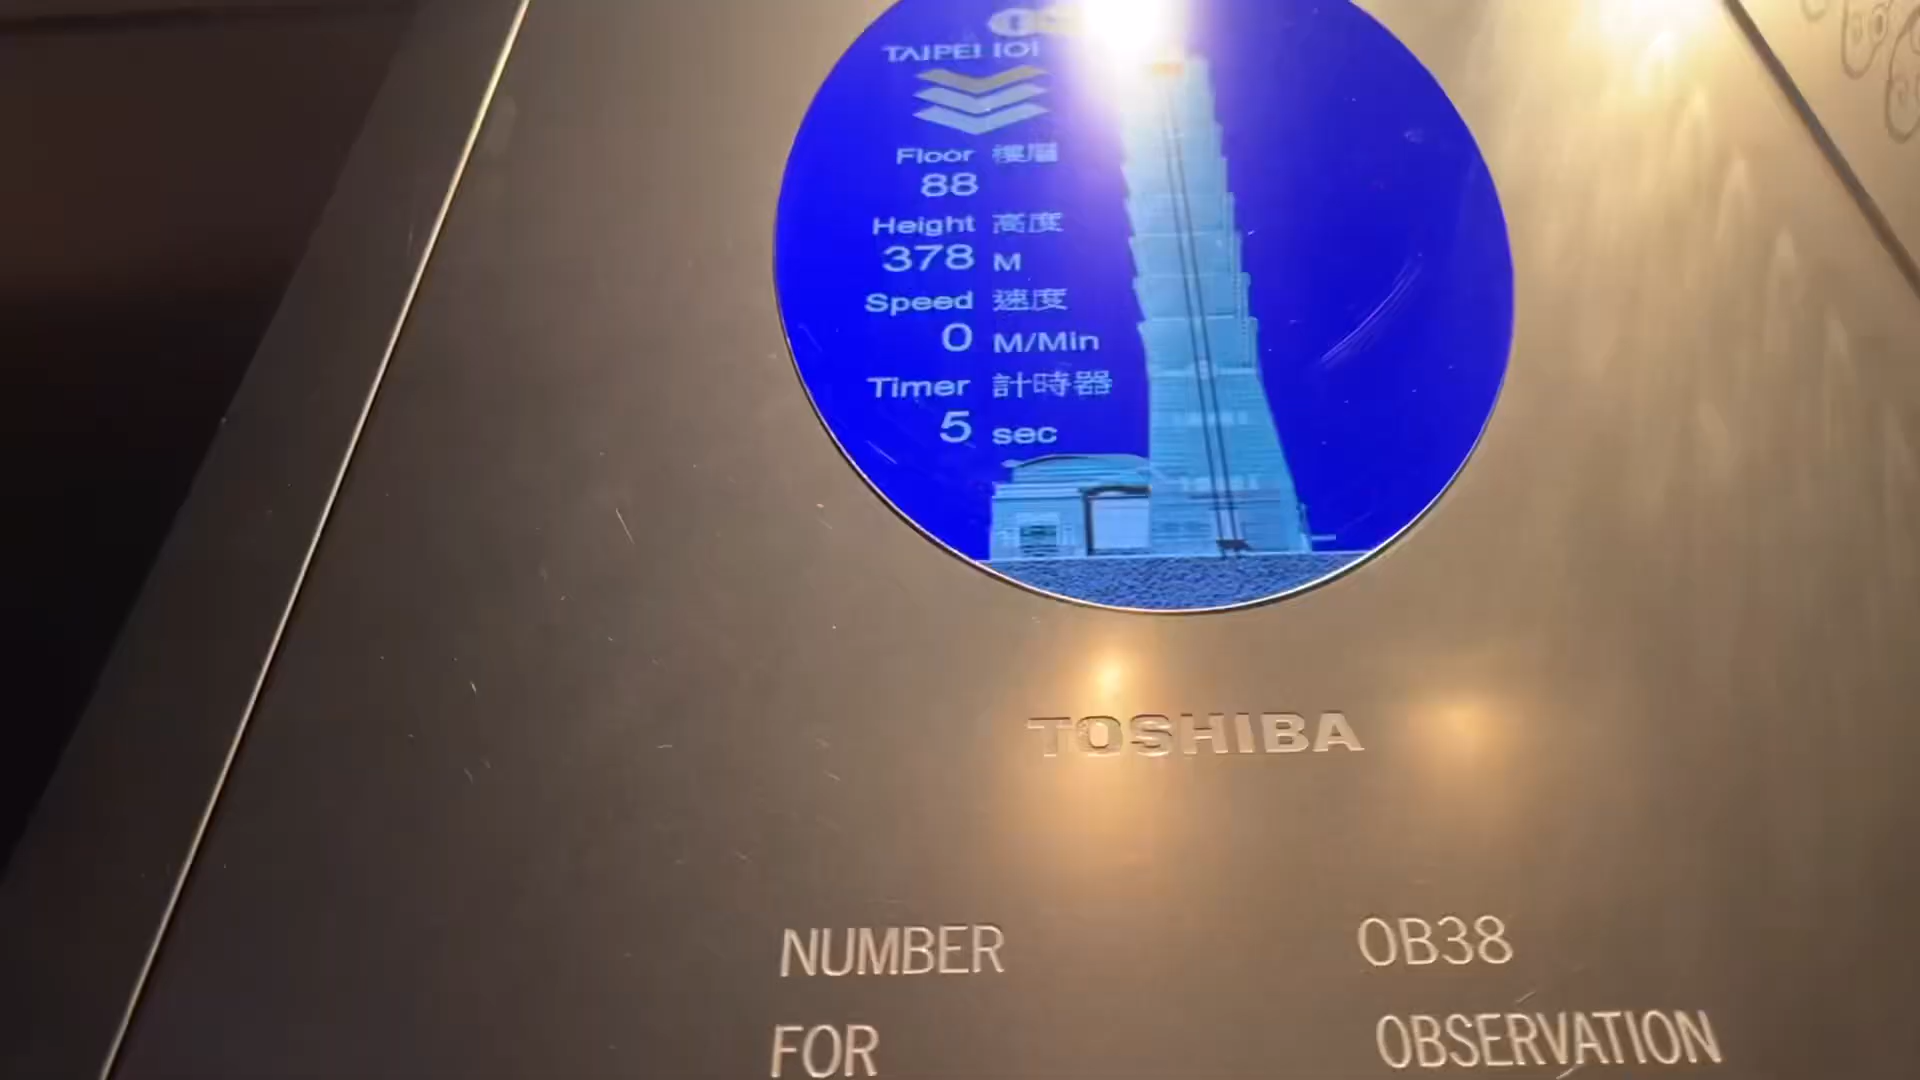 TAIPEI 101
Floor 樓層
88
Height 高度
378 M
Speed 速度
0 M/Min
Timer 計時器
5 sec
TOSHIBA
NUMBER OB38
FOR OBSERVATION